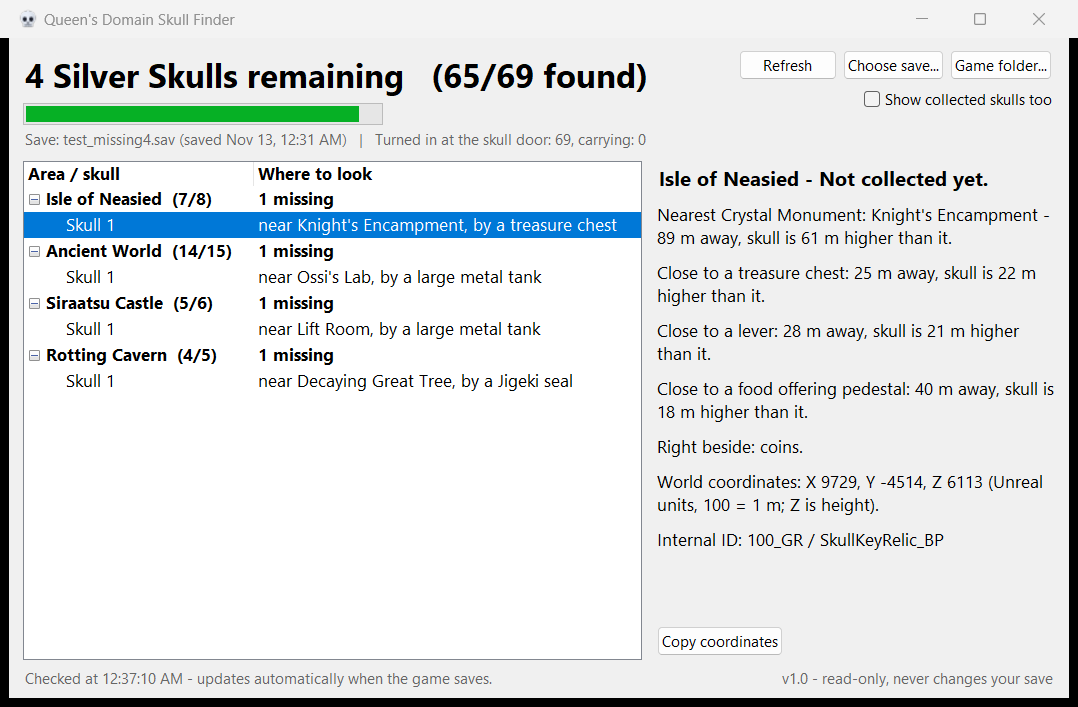 Queen's Domain Skull Finder
4 Silver Skulls remaining (65/69 found)
Refresh
Choose save...
Game folder...
Show collected skulls too
Save: test_missing4.sav (saved Nov 13, 12:31 AM) | Turned in at the skull door: 69, carrying: 0
Area / skull Where to look
Isle of Neasied (7/8) 1 missing
Skull 1 near Knight's Encampment, by a treasure chest
Ancient World (14/15) 1 missing
Skull 1 near Ossi's Lab, by a large metal tank
Siraatsu Castle (5/6) 1 missing
Skull 1 near Lift Room, by a large metal tank
Rotting Cavern (4/5) 1 missing
Skull 1 near Decaying Great Tree, by a Jigeki seal
Isle of Neasied - Not collected yet.
Nearest Crystal Monument: Knight's Encampment -
89 m away, skull is 61 m higher than it.
Close to a treasure chest: 25 m away, skull is 22 m
higher than it.
Close to a lever: 28 m away, skull is 21 m higher
than it.
Close to a food offering pedestal: 40 m away, skull is
18 m higher than it.
Right beside: coins.
World coordinates: X 9729, Y -4514, Z 6113 (Unreal
units, 100 = 1 m; Z is height).
Internal ID: 100_GR / SkullKeyRelic_BP
Copy coordinates
Checked at 12:37:10 AM - updates automatically when the game saves.
v1.0 - read-only, never changes your save